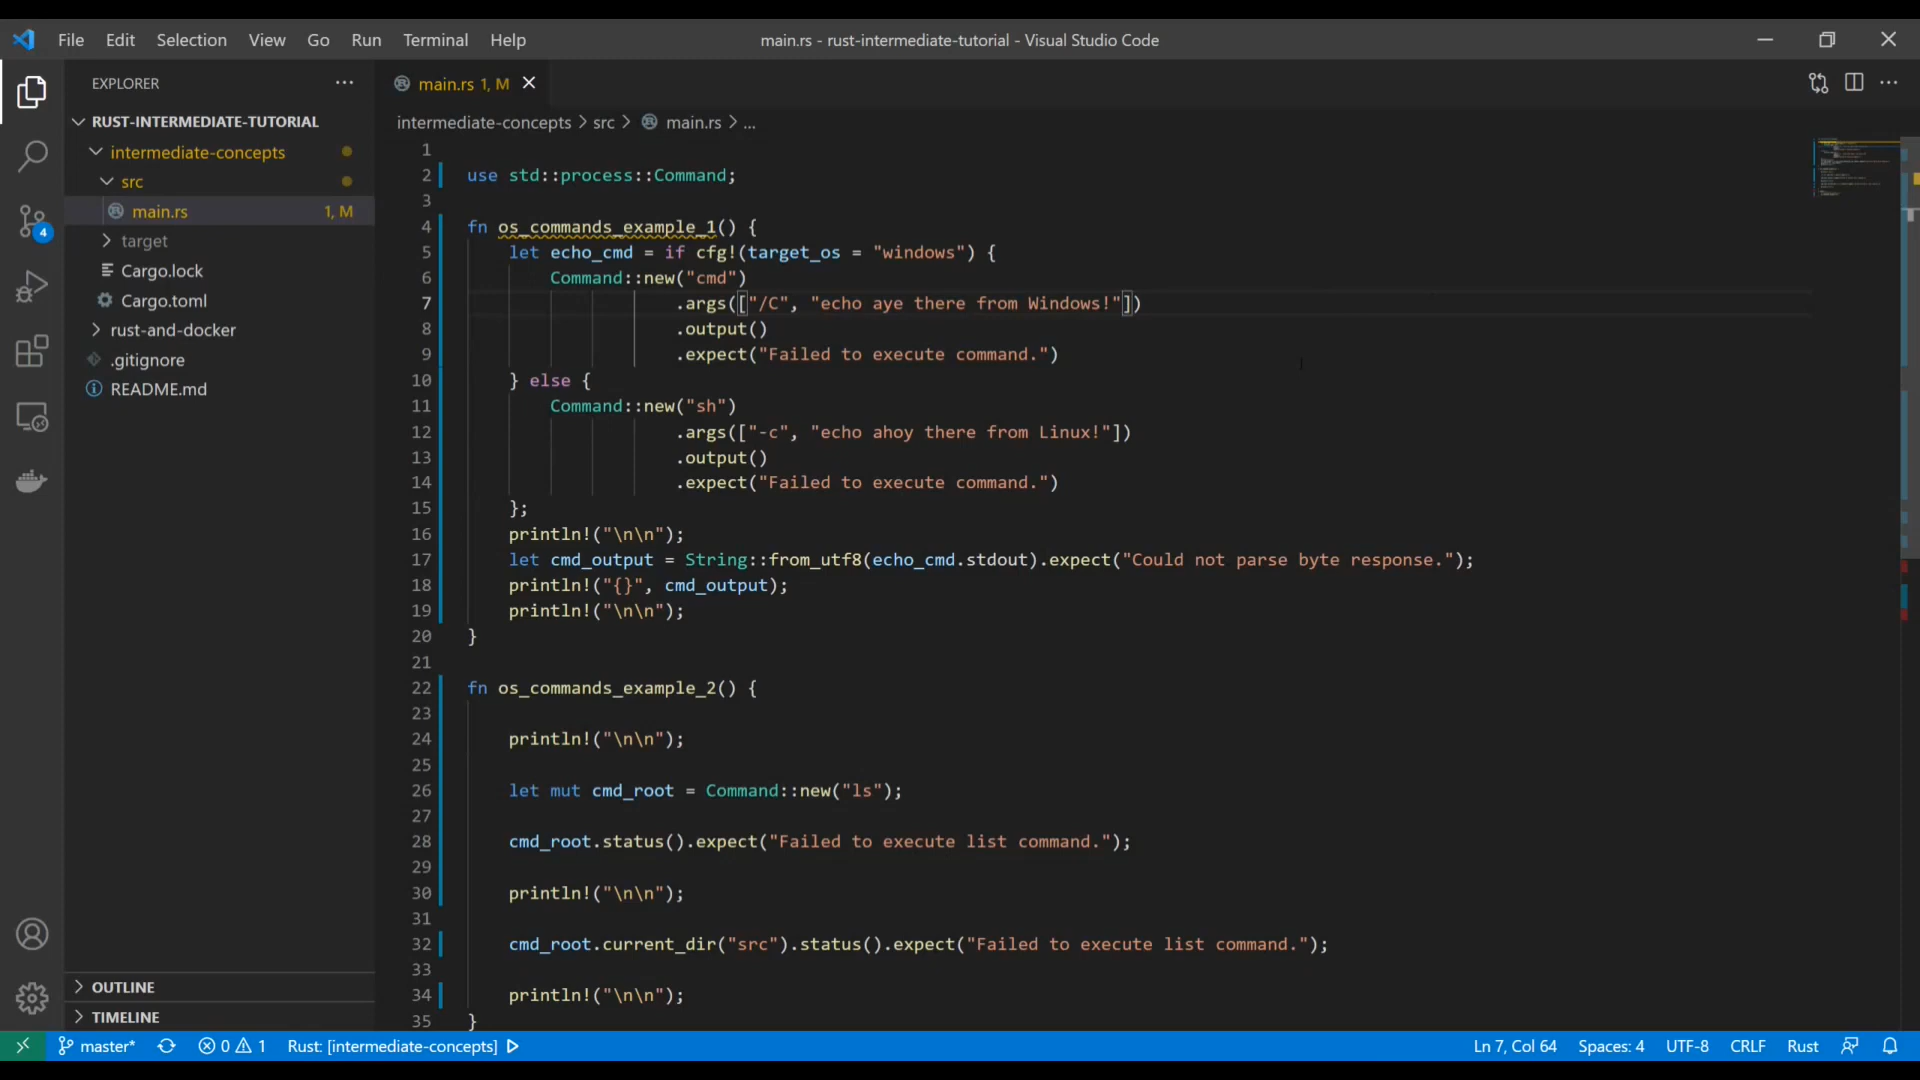 File Edit Selection View Go Run Terminal Help
main.rs - rust-intermediate-tutorial - Visual Studio Code
EXPLORER
RUST-INTERMEDIATE-TUTORIAL
intermediate-concepts
src
main.rs 1, M
target
Cargo.lock
Cargo.toml
rust-and-docker
.gitignore
README.md
OUTLINE
TIMELINE
4
main.rs 1, M
intermediate-concepts > src > main.rs > ...
1
2 use std::process::Command;
3
4 fn os_commands_example_1() {
5     let echo_cmd = if cfg!(target_os = "windows") {
6         Command::new("cmd")
7                     .args(["/C", "echo aye there from Windows!"])
8                     .output()
9                     .expect("Failed to execute command.")
10     } else {
11         Command::new("sh")
12                     .args(["-c", "echo ahoy there from Linux!"])
13                     .output()
14                     .expect("Failed to execute command.")
15     };
16     println!("\n\n");
17     let cmd_output = String::from_utf8(echo_cmd.stdout).expect("Could not parse byte response.");
18     println!("{}", cmd_output);
19     println!("\n\n");
20 }
21
22 fn os_commands_example_2() {
23
24     println!("\n\n");
25
26     let mut cmd_root = Command::new("ls");
27
28     cmd_root.status().expect("Failed to execute list command.");
29
30     println!("\n\n");
31
32     cmd_root.current_dir("src").status().expect("Failed to execute list command.");
33
34     println!("\n\n");
35 }
master* 0 1 Rust: [intermediate-concepts] Ln 7, Col 64 Spaces: 4 UTF-8 CRLF Rust